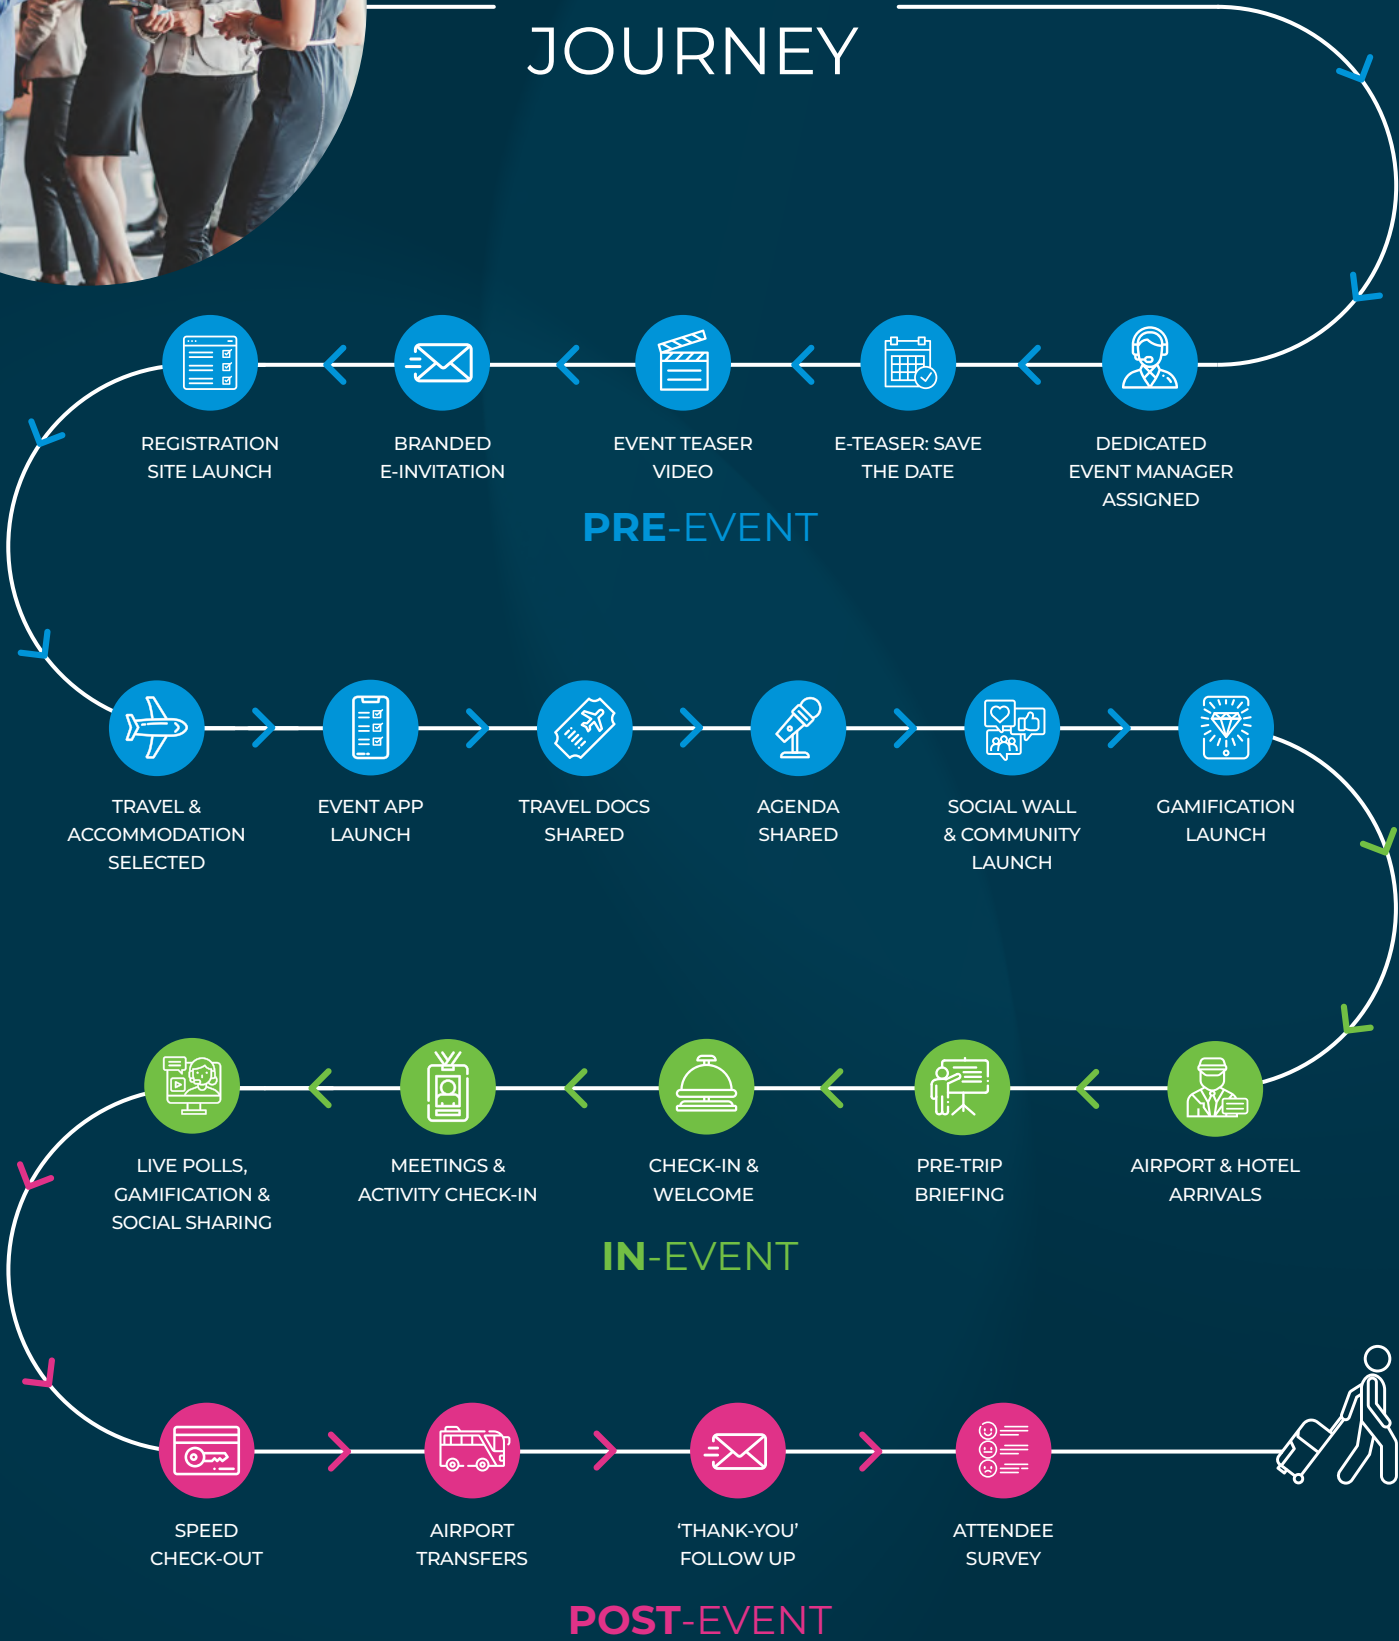 JOURNEY
REGISTRATION
SITE LAUNCH
BRANDED
E-INVITATION
EVENT TEASER
VIDEO
E-TEASER: SAVE
THE DATE
DEDICATED
EVENT MANAGER
ASSIGNED
PRE-EVENT
TRAVEL &
ACCOMMODATION
SELECTED
EVENT APP
LAUNCH
TRAVEL DOCS
SHARED
AGENDA
SHARED
SOCIAL WALL
& COMMUNITY
LAUNCH
GAMIFICATION
LAUNCH
LIVE POLLS,
GAMIFICATION &
SOCIAL SHARING
MEETINGS &
ACTIVITY CHECK-IN
CHECK-IN &
WELCOME
PRE-TRIP
BRIEFING
AIRPORT & HOTEL
ARRIVALS
IN-EVENT
SPEED
CHECK-OUT
AIRPORT
TRANSFERS
‘THANK-YOU’
FOLLOW UP
ATTENDEE
SURVEY
POST-EVENT